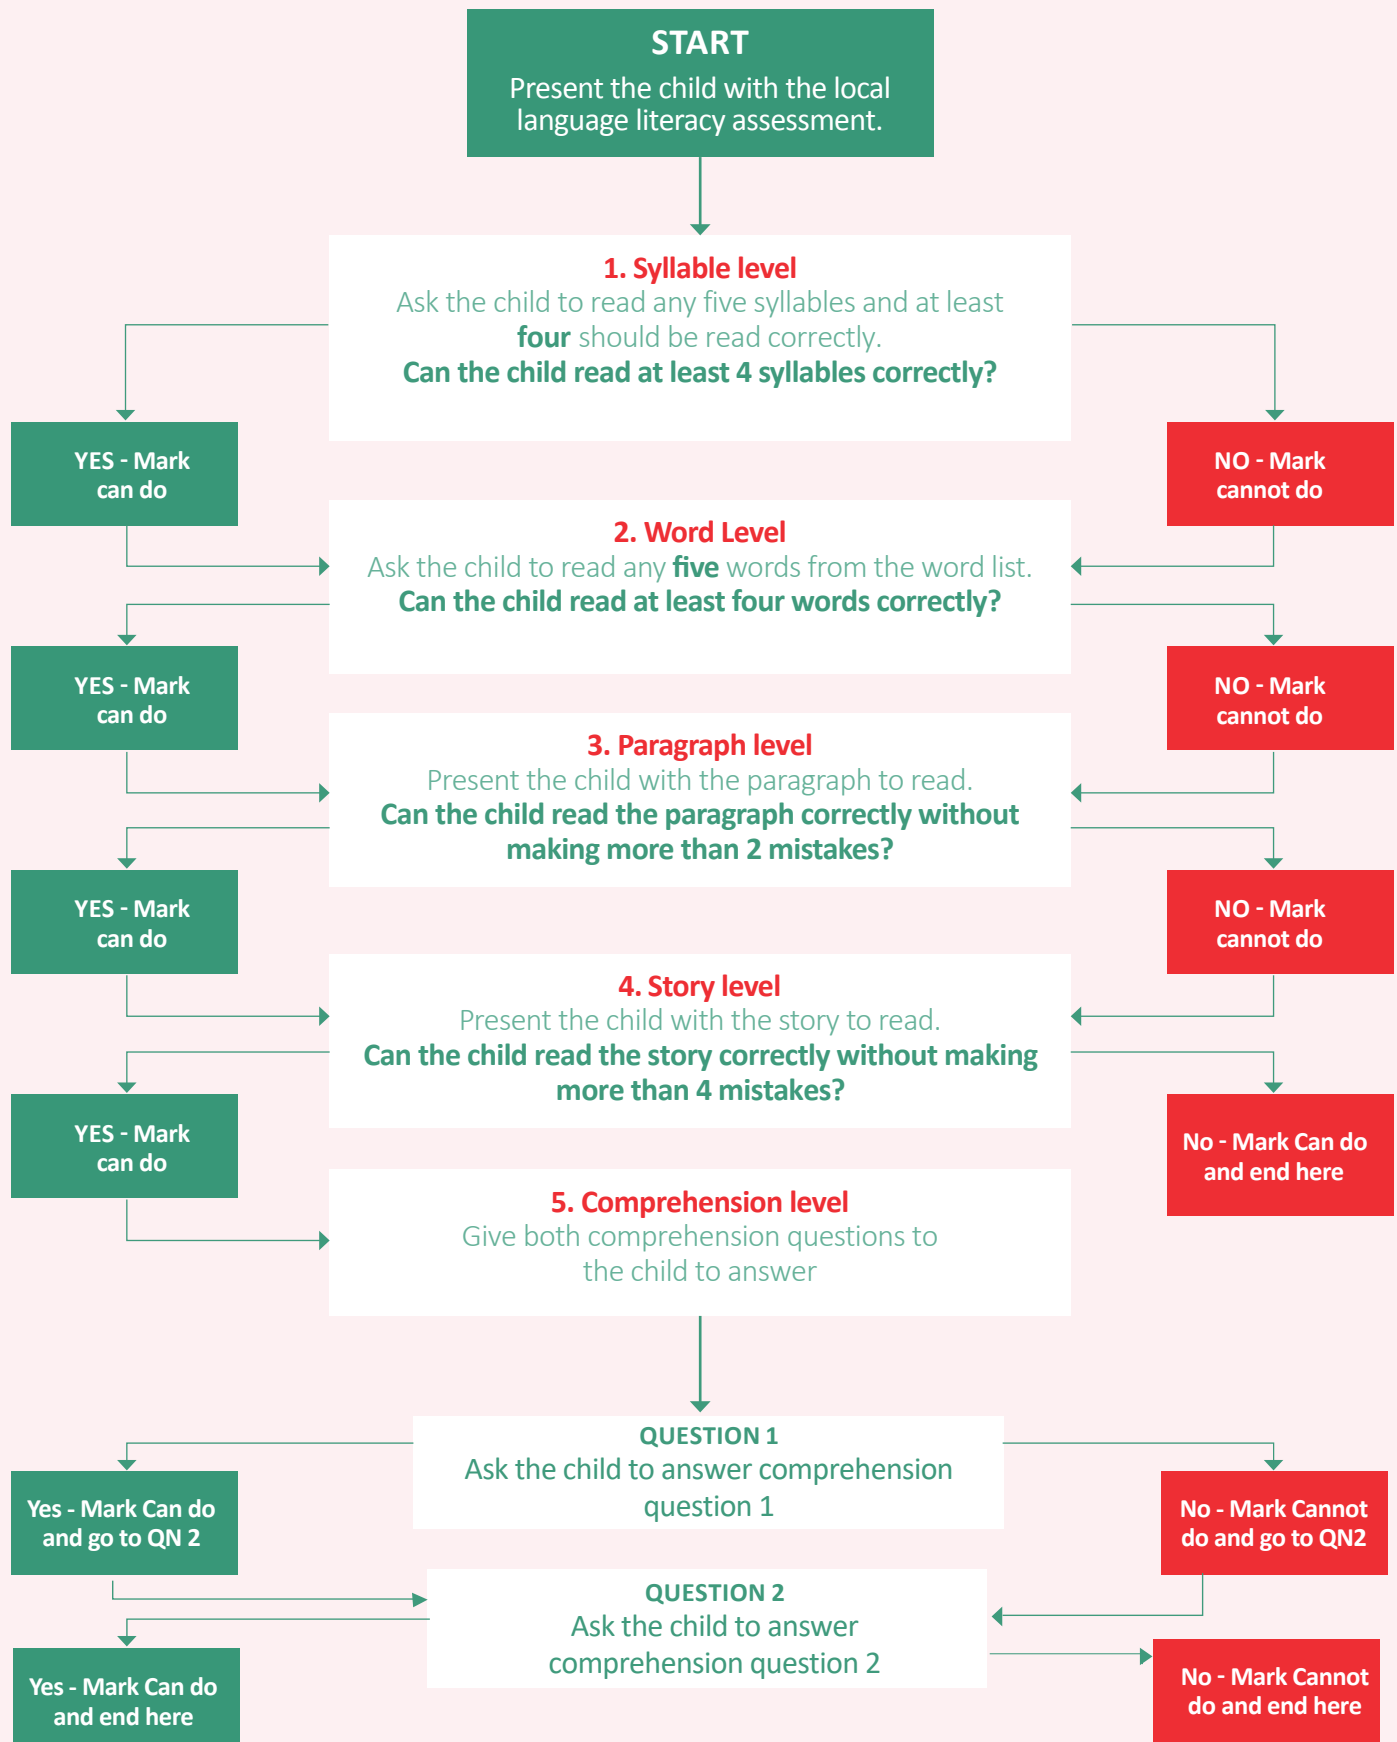 START
Present the child with the local
language literacy assessment.
1. Syllable level
Ask the child to read any five syllables and at least
four should be read correctly.
Can the child read at least 4 syllables correctly?
YES - Mark
can do
NO - Mark
cannot do
2. Word Level
Ask the child to read any five words from the word list.
Can the child read at least four words correctly?
YES - Mark
can do
NO - Mark
cannot do
3. Paragraph level
Present the child with the paragraph to read.
Can the child read the paragraph correctly without
making more than 2 mistakes?
YES - Mark
can do
NO - Mark
cannot do
4. Story level
Present the child with the story to read.
Can the child read the story correctly without making
more than 4 mistakes?
YES - Mark
can do
No - Mark Can do
and end here
5. Comprehension level
Give both comprehension questions to
the child to answer
QUESTION 1
Ask the child to answer comprehension
question 1
Yes - Mark Can do
and go to QN 2
No - Mark Cannot
do and go to QN2
QUESTION 2
Ask the child to answer
comprehension question 2
Yes - Mark Can do
and end here
No - Mark Cannot
do and end here